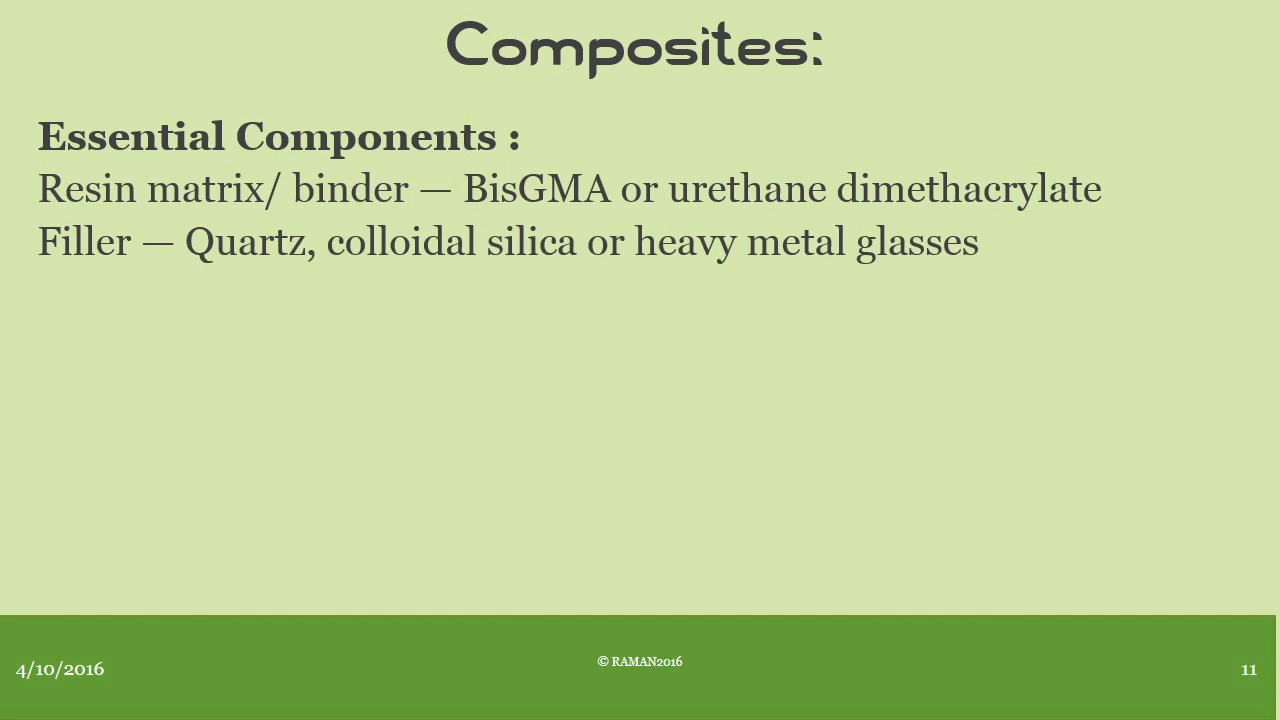 Composites:
Essential Components :
Resin matrix/ binder — BisGMA or urethane dimethacrylate
Filler — Quartz, colloidal silica or heavy metal glasses
4/10/2016
© RAMAN2016
11